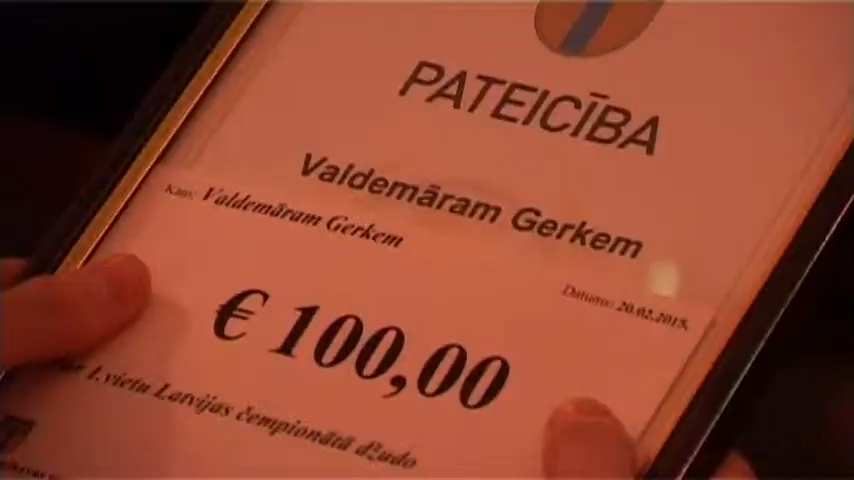 PATEICĪBA
Valdemāram Gerkem
Kam: Valdemāram Gerkem
Datums: 20.02.2015.
€ 100,00
1.vietu Latvijas čempionātā džudo